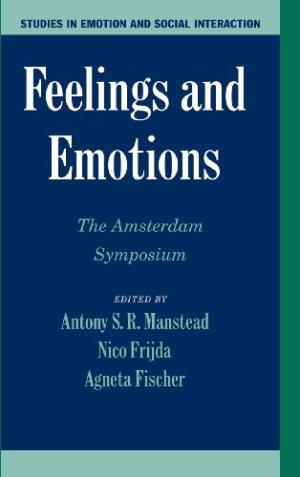 STUDIES IN EMOTION AND SOCIAL INTERACTION
Feelings and
Emotions
The Amsterdam
Symposium
EDITED BY
Antony S. R. Manstead
Nico Frijda
Agneta Fischer